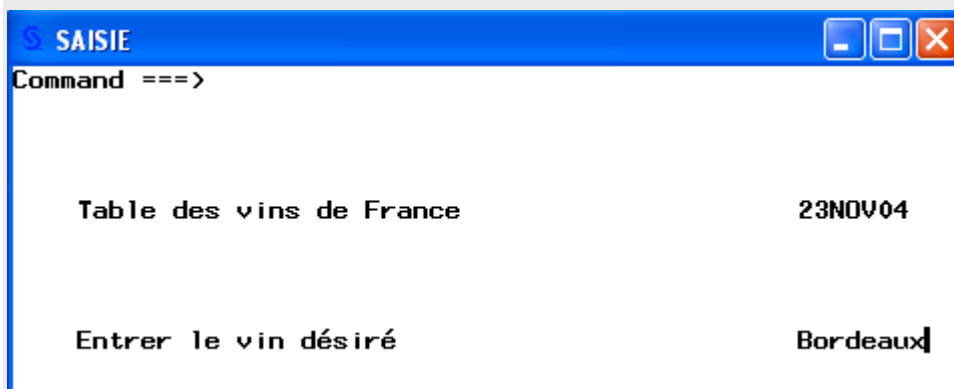 SAISIE
Command ===>
Table des vins de France 23NOV04
Entrer le vin désiré Bordeaux